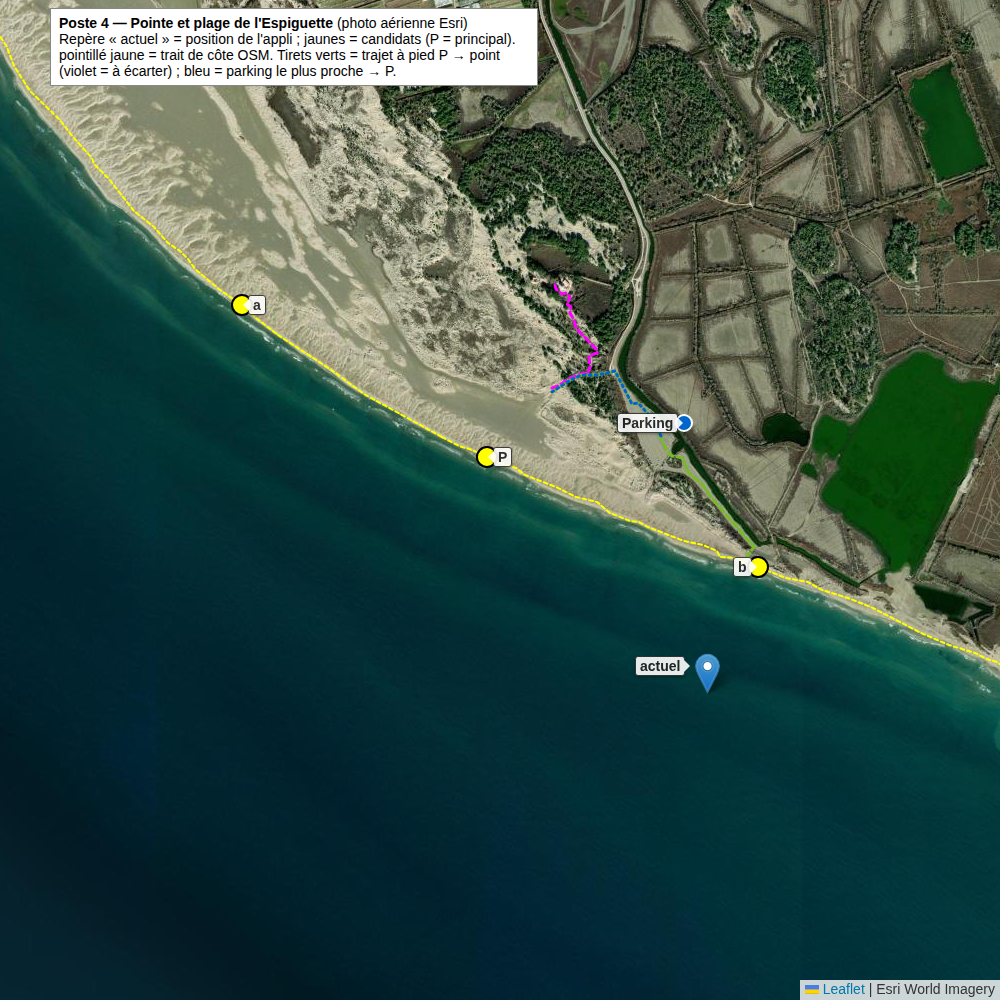 Poste 4 — Pointe et plage de l'Espiguette (photo aérienne Esri)
Repère « actuel » = position de l'appli ; jaunes = candidats (P = principal).
pointillé jaune = trait de côte OSM. Tirets verts = trajet à pied P → point
(violet = à écarter) ; bleu = parking le plus proche → P.
a
Parking
P
b
actuel
Leaflet | Esri World Imagery